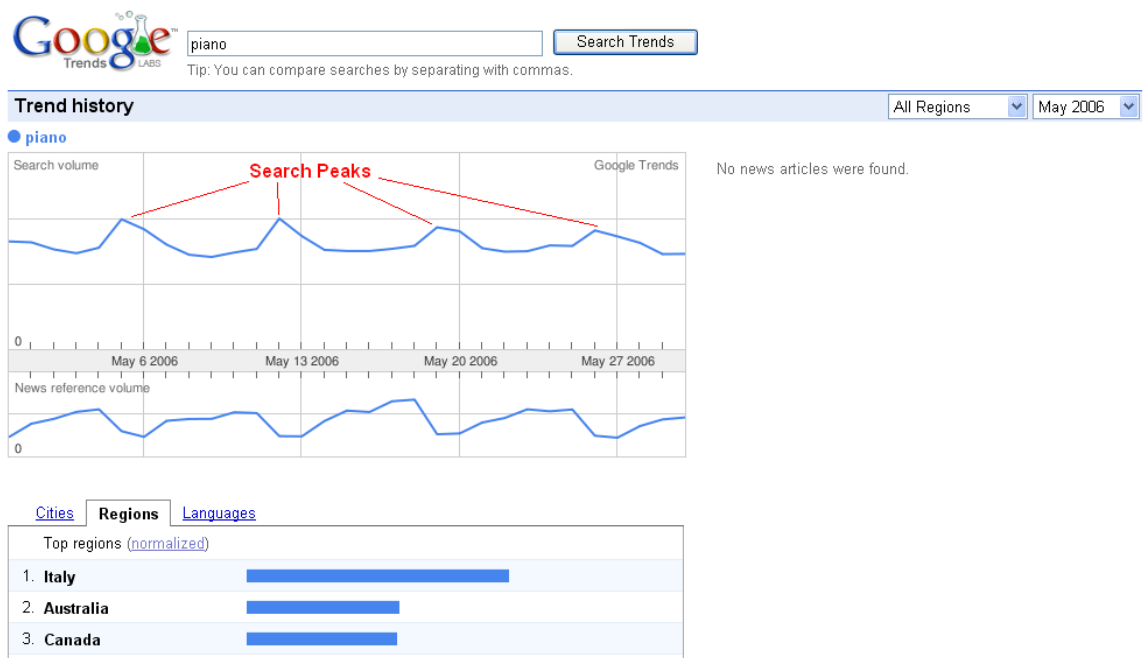 Google™
Trends LABS
piano
Search Trends
Tip: You can compare searches by separating with commas.
Trend history
All Regions
May 2006
piano
Search volume
Search Peaks
Google Trends
No news articles were found.
0
May 6 2006
May 13 2006
May 20 2006
May 27 2006
News reference volume
0
Cities
Regions
Languages
Top regions (normalized)
1. Italy
2. Australia
3. Canada